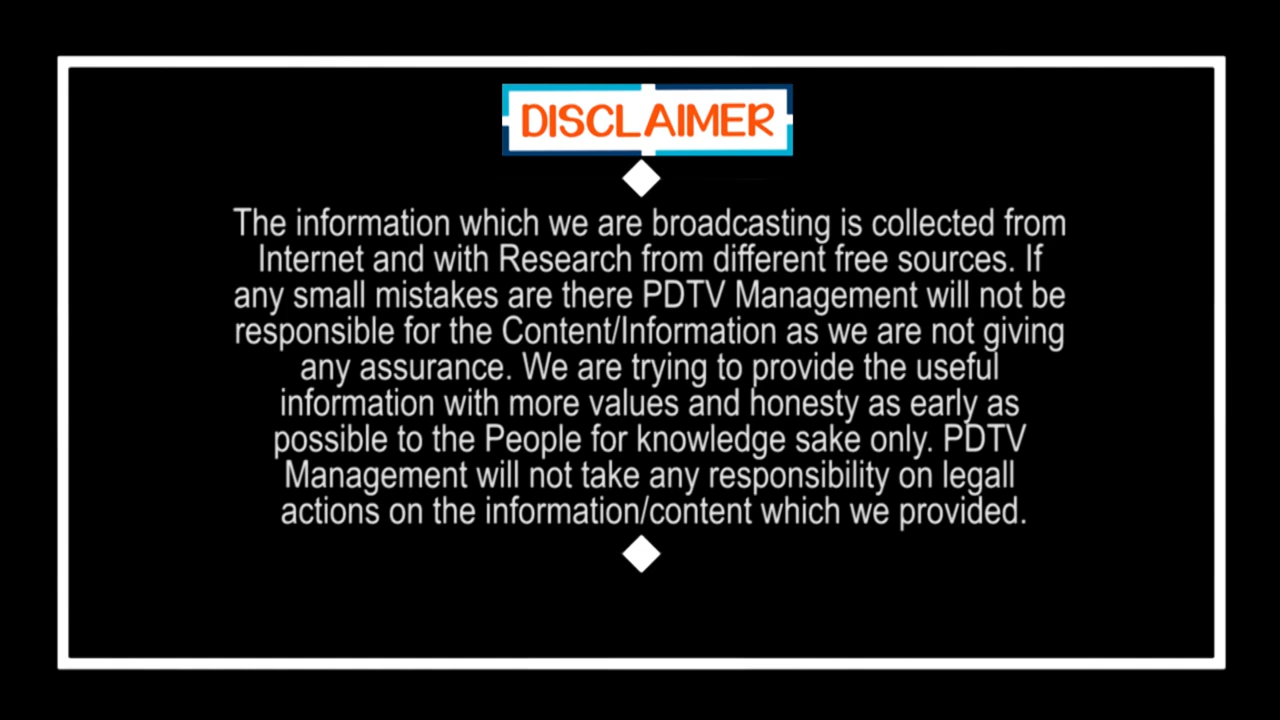 DISCLAIMER
The information which we are broadcasting is collected from
Internet and with Research from different free sources. If
any small mistakes are there PDTV Management will not be
responsible for the Content/Information as we are not giving
any assurance. We are trying to provide the useful
information with more values and honesty as early as
possible to the People for knowledge sake only. PDTV
Management will not take any responsibility on legall
actions on the information/content which we provided.